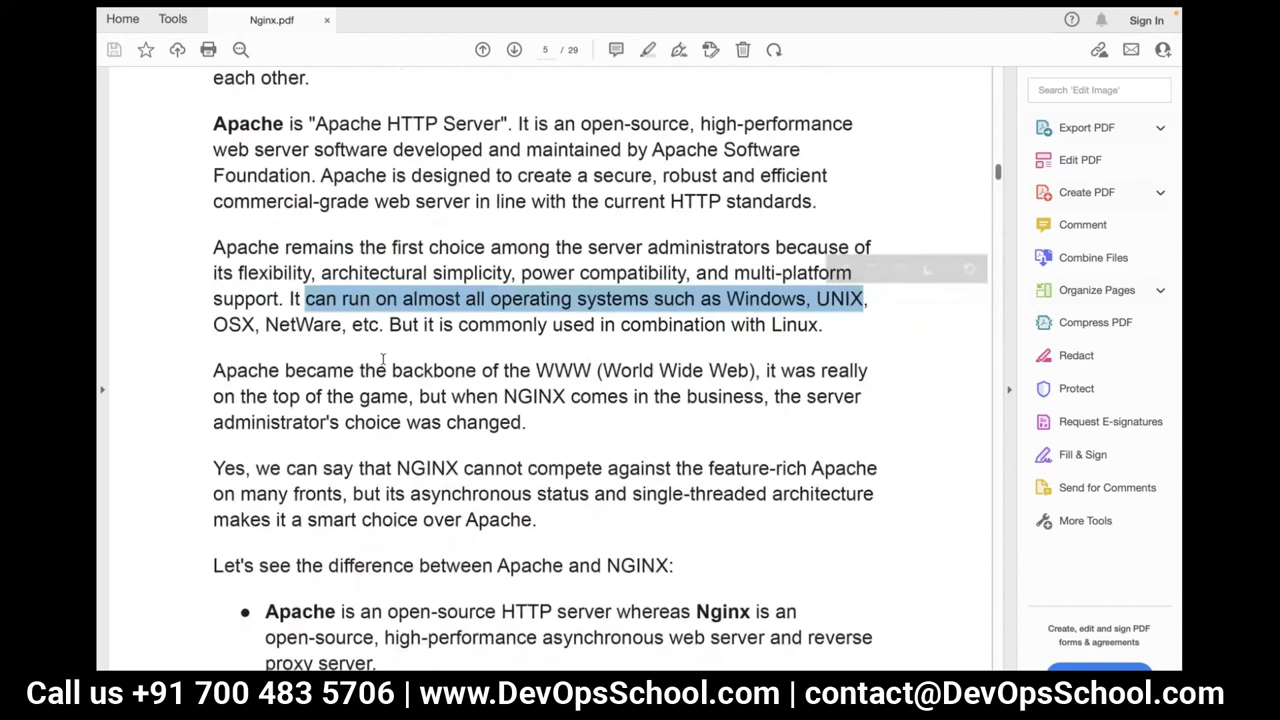 Home Tools Nginx.pdf × Sign In
5 / 29
each other.
Apache is "Apache HTTP Server". It is an open-source, high-performance
web server software developed and maintained by Apache Software
Foundation. Apache is designed to create a secure, robust and efficient
commercial-grade web server in line with the current HTTP standards.
Apache remains the first choice among the server administrators because of
its flexibility, architectural simplicity, power compatibility, and multi-platform
support. It can run on almost all operating systems such as Windows, UNIX,
OSX, NetWare, etc. But it is commonly used in combination with Linux.
Apache became the backbone of the WWW (World Wide Web), it was really
on the top of the game, but when NGINX comes in the business, the server
administrator's choice was changed.
Yes, we can say that NGINX cannot compete against the feature-rich Apache
on many fronts, but its asynchronous status and single-threaded architecture
makes it a smart choice over Apache.
Let's see the difference between Apache and NGINX:
● Apache is an open-source HTTP server whereas Nginx is an
open-source, high-performance asynchronous web server and reverse
proxy server.
Search 'Edit Image'
Export PDF
Edit PDF
Create PDF
Comment
Combine Files
Organize Pages
Compress PDF
Redact
Protect
Request E-signatures
Fill & Sign
Send for Comments
More Tools
Create, edit and sign PDF
forms & agreements
Call us +91 700 483 5706 | www.DevOpsSchool.com | contact@DevOpsSchool.com